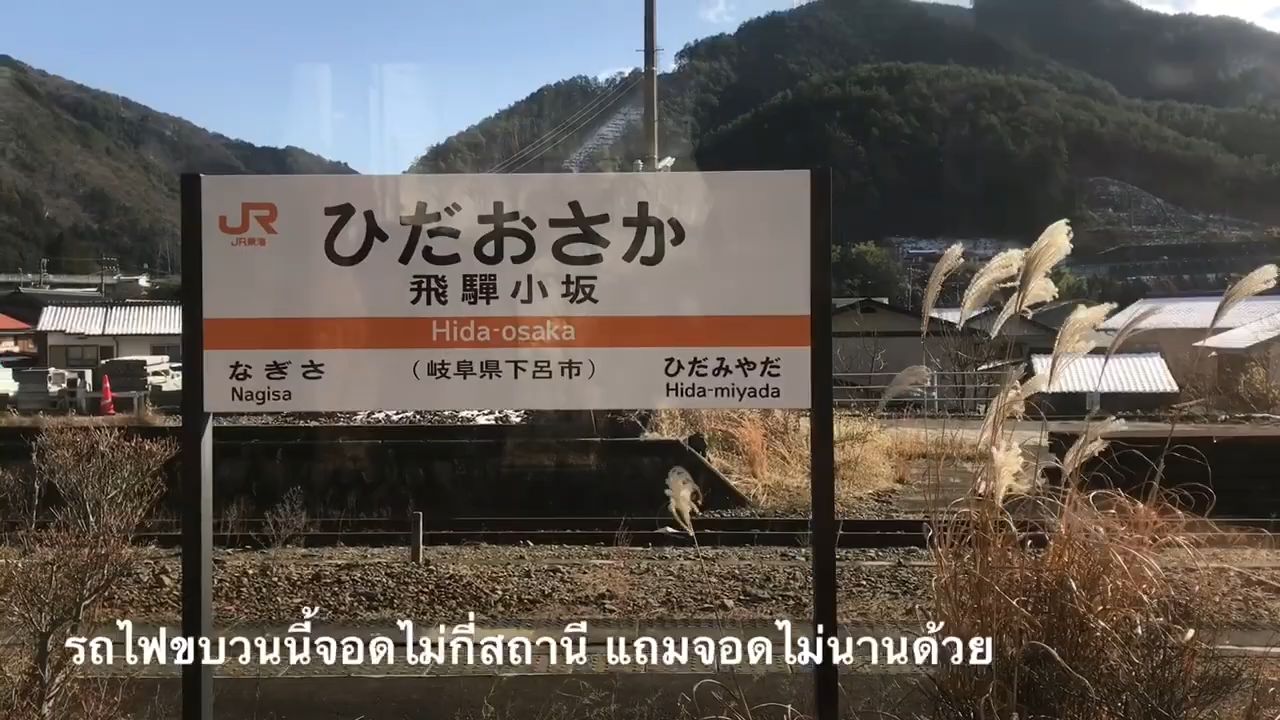 JR
JR東海
ひだおさか
飛驒小坂
Hida-osaka
なぎさ
Nagisa
(岐阜県下呂市)
ひだみやだ
Hida-miyada
รถไฟขบวนนี้จอดไม่กี่สถานี แถมจอดไม่นานด้วย